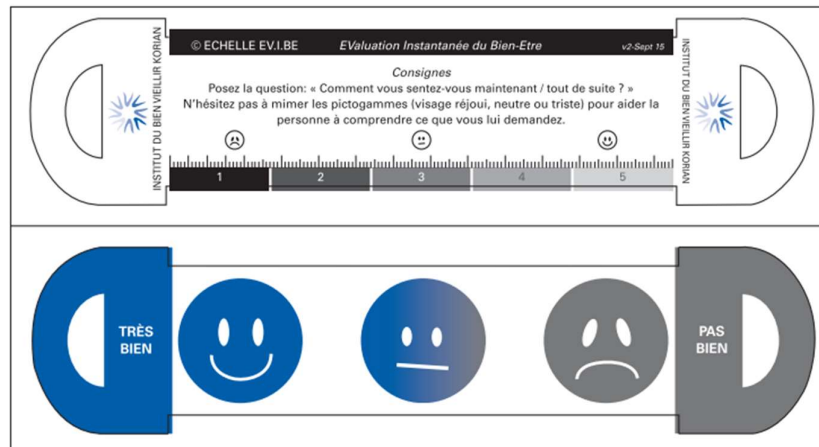 © ECHELLE EV.I.BE EValuation Instantanée du Bien-Etre v2-Sept 15
INSTITUT DU BIEN VIEILLIR KORIAN
Consignes
Posez la question: « Comment vous sentez-vous maintenant / tout de suite ? »
N'hésitez pas à mimer les pictogammes (visage réjoui, neutre ou triste) pour aider la
personne à comprendre ce que vous lui demandez.
1 2 3 4 5
INSTITUT DU BIEN VIEILLIR KORIAN
TRÈS
BIEN
PAS
BIEN